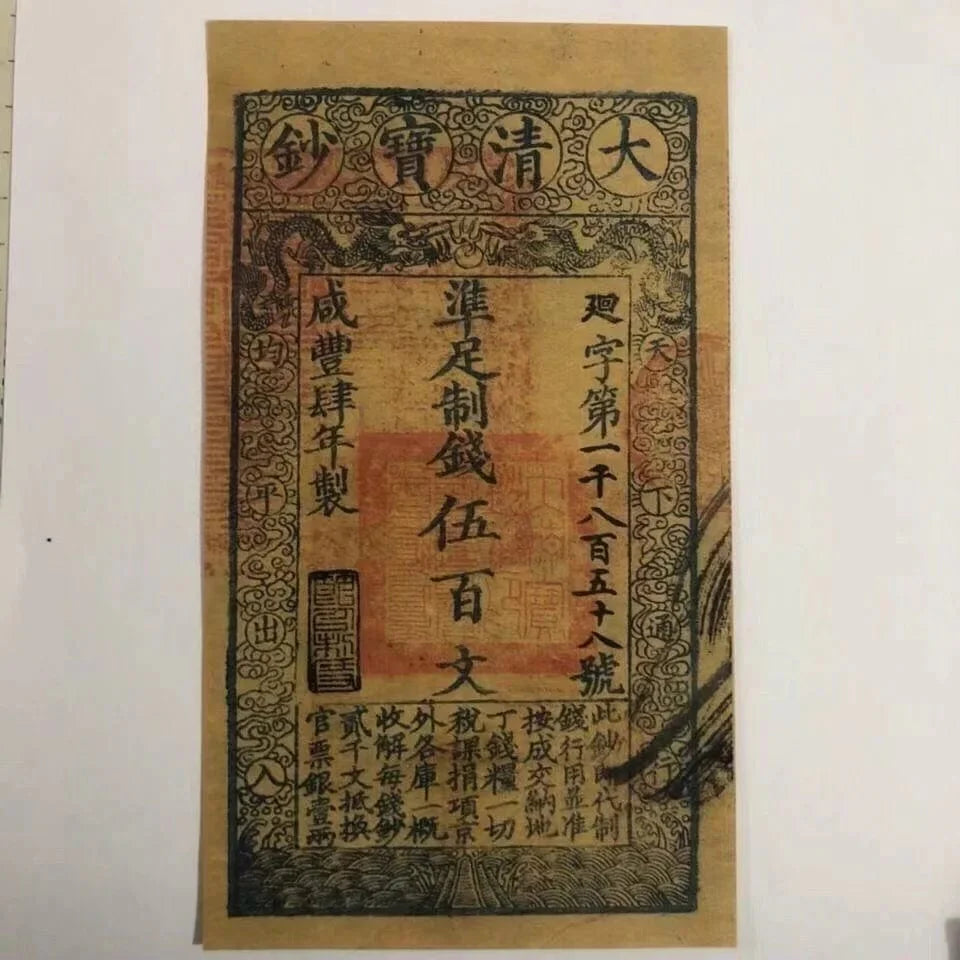 大清寶鈔
天下通行
廻字第一千八百五十八號
準足制錢伍百文
咸豐肆年製
均平出入
此鈔即代制
錢行用並准
按成交納地
丁錢糧一切
稅課捐項京
外各庫一概
收解每錢鈔
貳千文抵換
官票銀壹兩